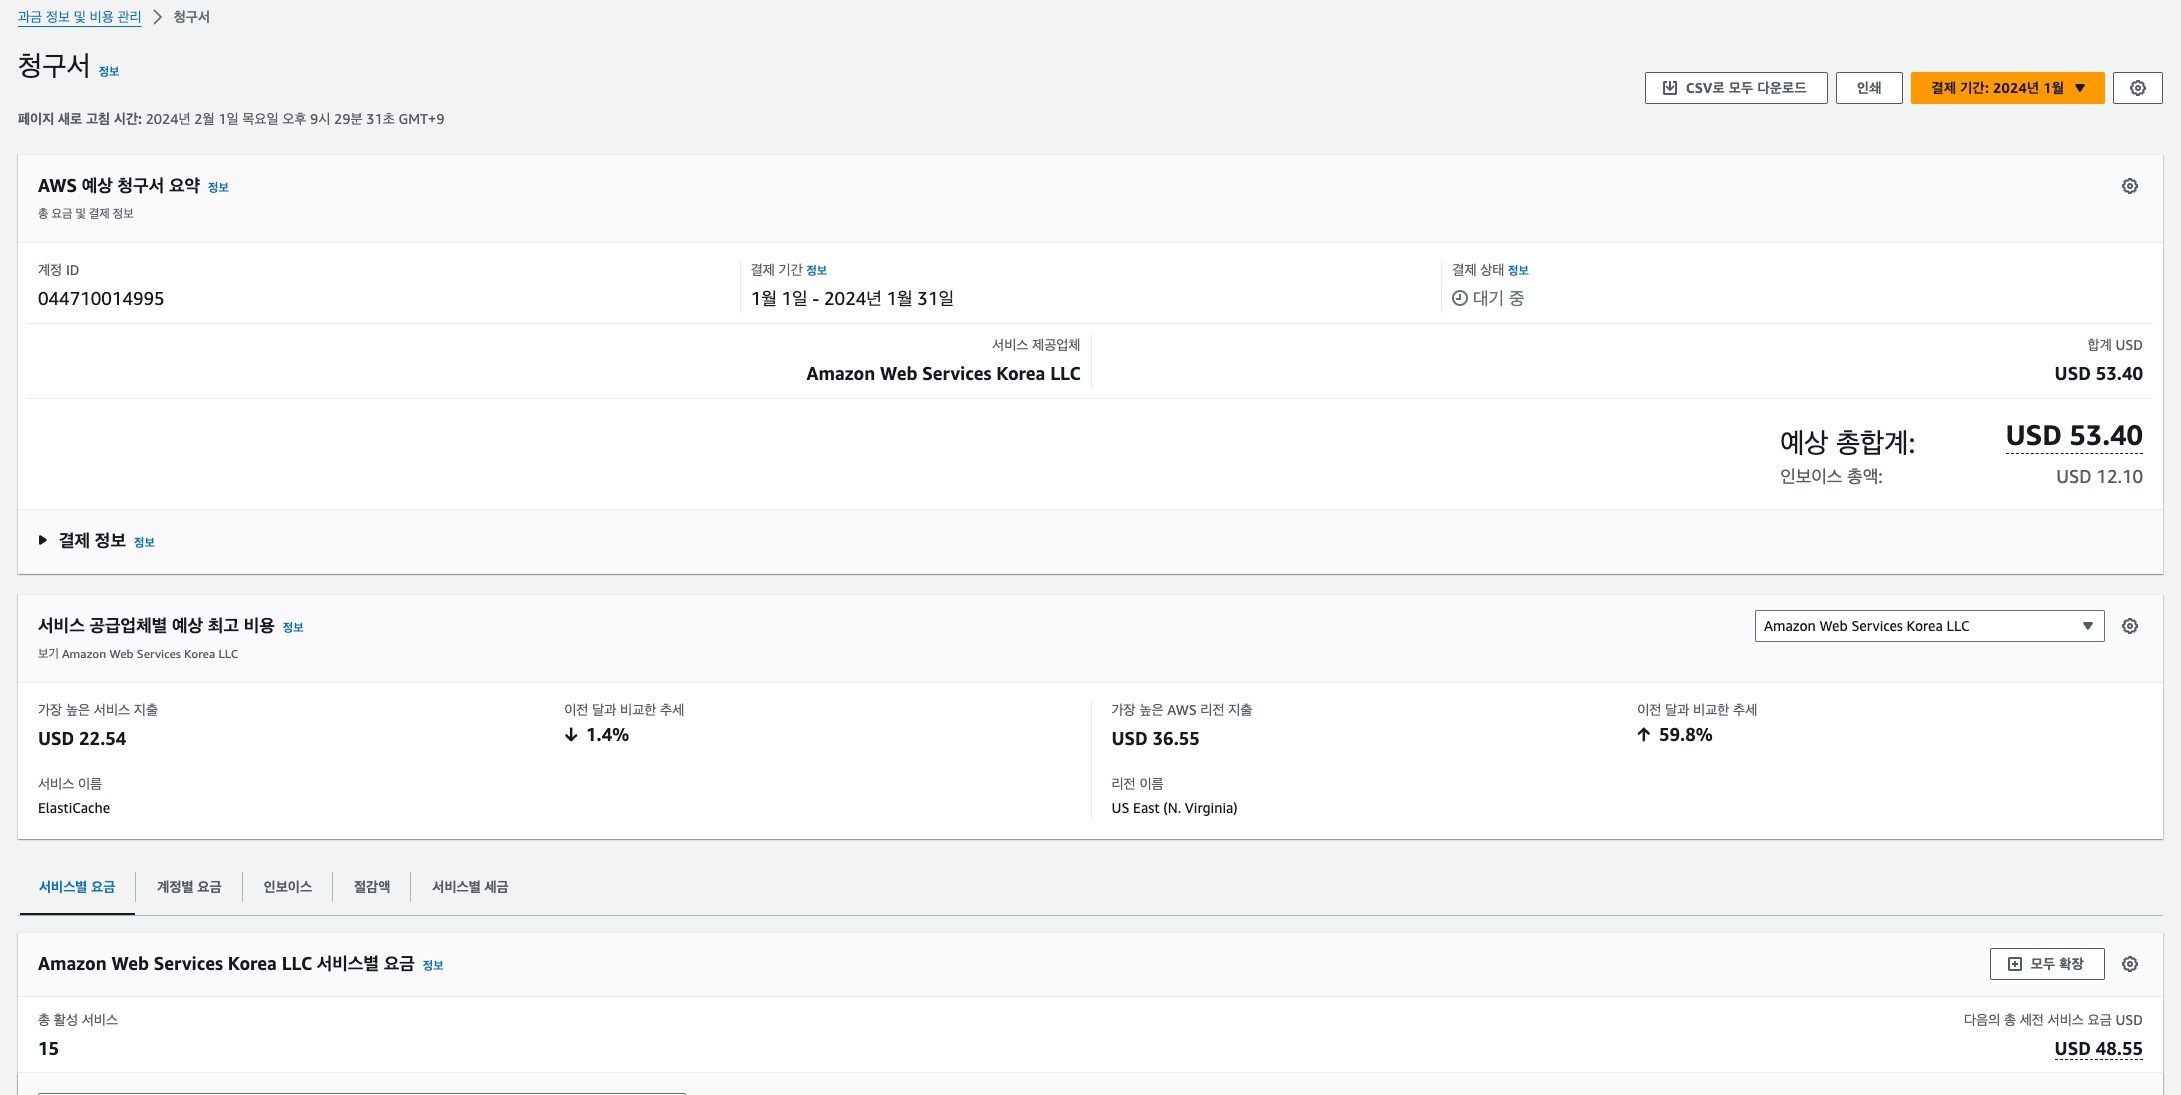 과금 정보 및 비용 관리 > 청구서
청구서 정보
CSV로 모두 다운로드
인쇄
결제 기간: 2024년 1월
페이지 새로 고침 시간: 2024년 2월 1일 목요일 오후 9시 29분 31초 GMT+9
AWS 예상 청구서 요약 정보
총 요금 및 결제 정보
계정 ID
044710014995
결제 기간 정보
1월 1일 - 2024년 1월 31일
결제 상태 정보
대기 중
서비스 제공업체
Amazon Web Services Korea LLC
합계 USD
USD 53.40
예상 총합계: USD 53.40
인보이스 총액: USD 12.10
결제 정보 정보
서비스 공급업체별 예상 최고 비용 정보
보기 Amazon Web Services Korea LLC
Amazon Web Services Korea LLC
가장 높은 서비스 지출
USD 22.54
이전 달과 비교한 추세
↓ 1.4%
서비스 이름
ElastiCache
가장 높은 AWS 리전 지출
USD 36.55
이전 달과 비교한 추세
↑ 59.8%
리전 이름
US East (N. Virginia)
서비스별 요금
계정별 요금
인보이스
절감액
서비스별 세금
Amazon Web Services Korea LLC 서비스별 요금 정보
모두 확장
총 활성 서비스
15
다음의 총 세전 서비스 요금 USD
USD 48.55